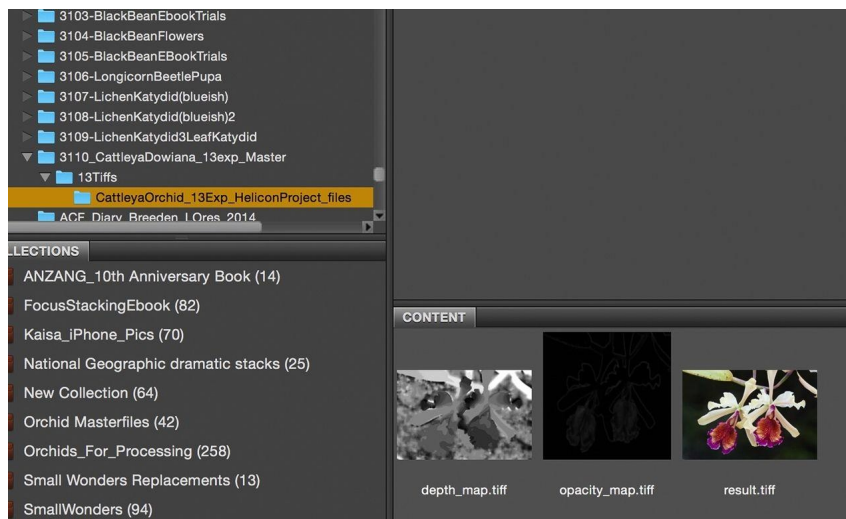 3103-BlackBeanEbookTrials
3104-BlackBeanFlowers
3105-BlackBeanEBookTrials
3106-LongicornBeetlePupa
3107-LichenKatydid(blueish)
3108-LichenKatydid(blueish)2
3109-LichenKatydid3LeafKatydid
3110_CattleyaDowiana_13exp_Master
13Tiffs
CattleyaOrchid_13Exp_HeliconProject_files
ACF_Diary_Breeden_LOres_2014
LLECTIONS
ANZANG_10th Anniversary Book (14)
FocusStackingEbook (82)
Kaisa_iPhone_Pics (70)
National Geographic dramatic stacks (25)
New Collection (64)
Orchid Masterfiles (42)
Orchids_For_Processing (258)
Small Wonders Replacements (13)
SmallWonders (94)
CONTENT
depth_map.tiff
opacity_map.tiff
result.tiff